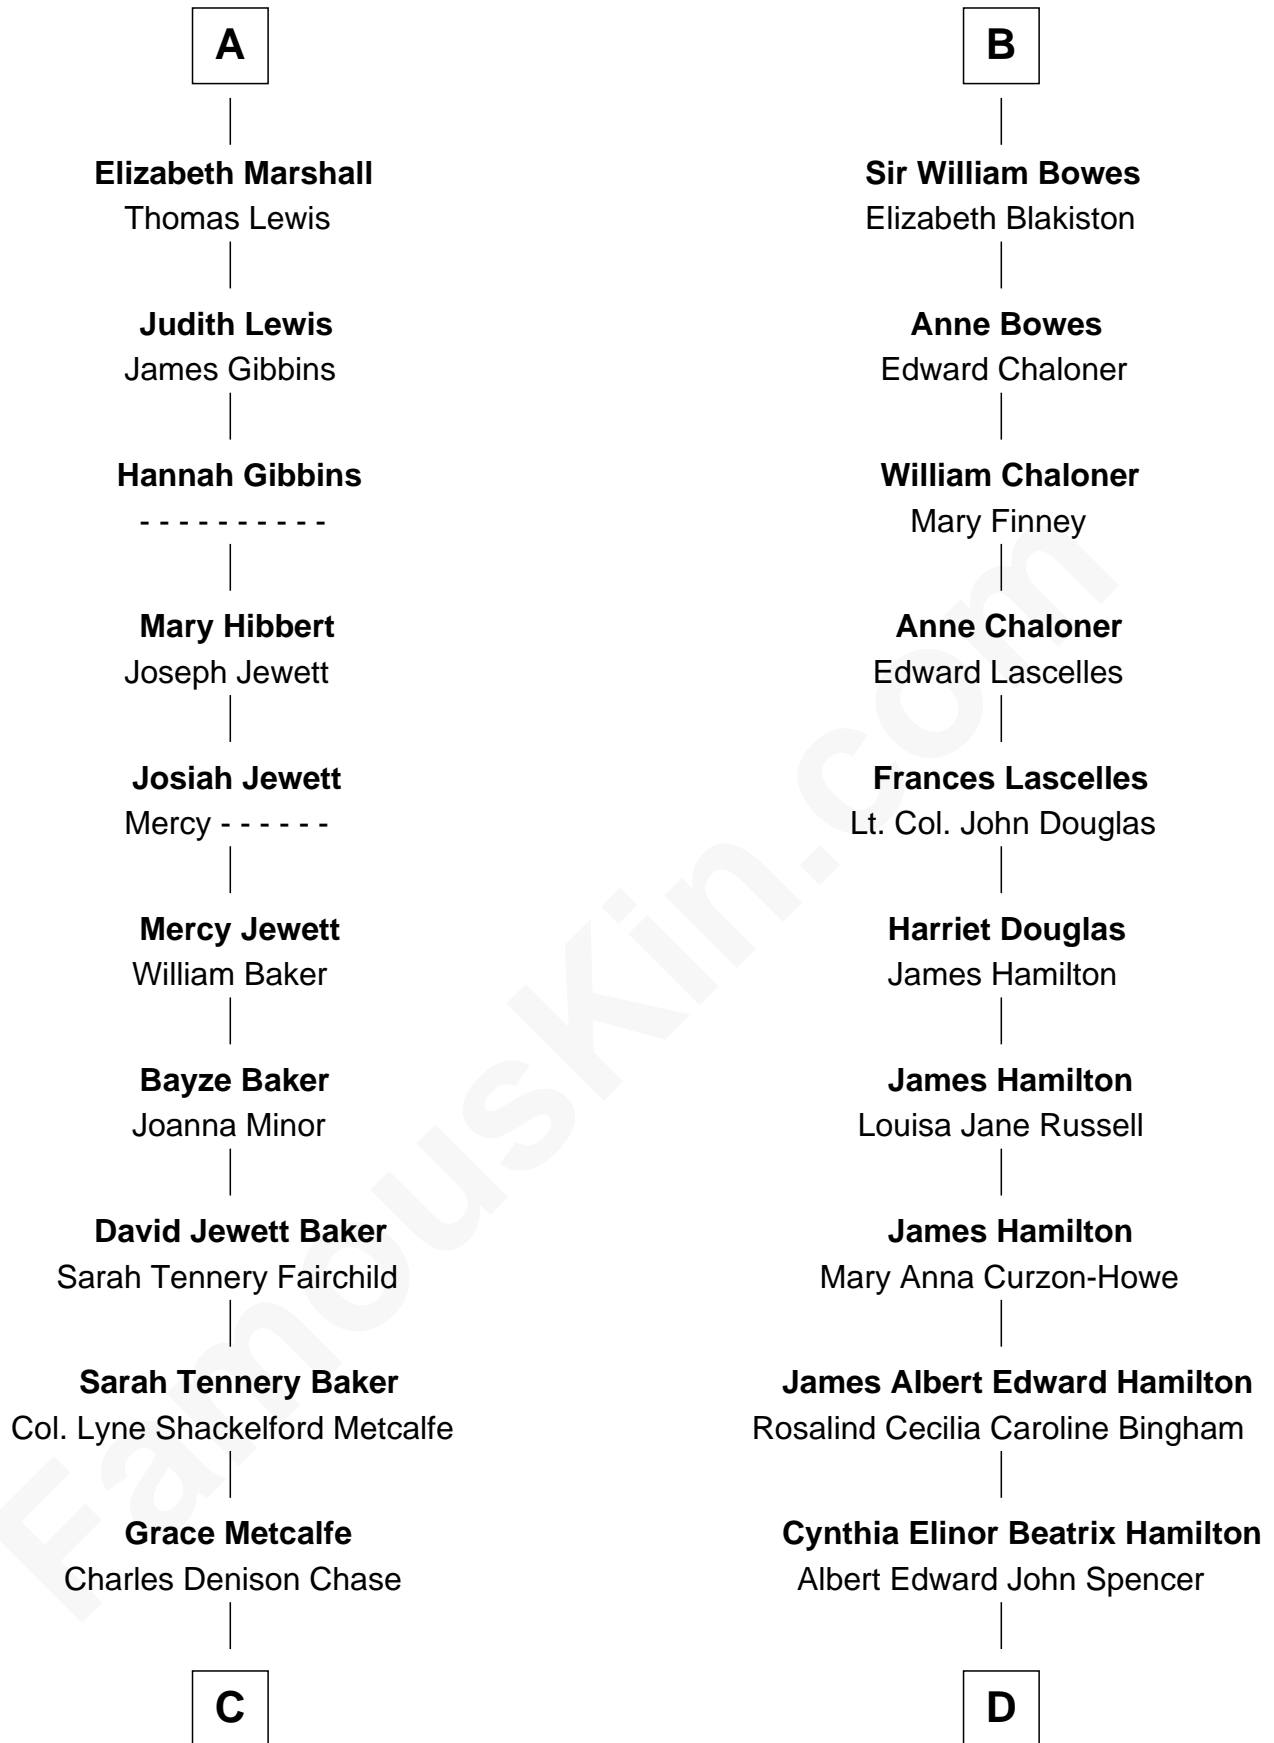 A
Elizabeth Marshall
Thomas Lewis
Judith Lewis
James Gibbins
Hannah Gibbins
- - - - - - - - - -
Mary Hibbert
Joseph Jewett
Josiah Jewett
Mercy - - - - - -
Mercy Jewett
William Baker
Bayze Baker
Joanna Minor
David Jewett Baker
Sarah Tennery Fairchild
Sarah Tennery Baker
Col. Lyne Shackelford Metcalfe
Grace Metcalfe
Charles Denison Chase
C
B
Sir William Bowes
Elizabeth Blakiston
Anne Bowes
Edward Chaloner
William Chaloner
Mary Finney
Anne Chaloner
Edward Lascelles
Frances Lascelles
Lt. Col. John Douglas
Harriet Douglas
James Hamilton
James Hamilton
Louisa Jane Russell
James Hamilton
Mary Anna Curzon-Howe
James Albert Edward Hamilton
Rosalind Cecilia Caroline Bingham
Cynthia Elinor Beatrix Hamilton
Albert Edward John Spencer
D
FamousKin.com